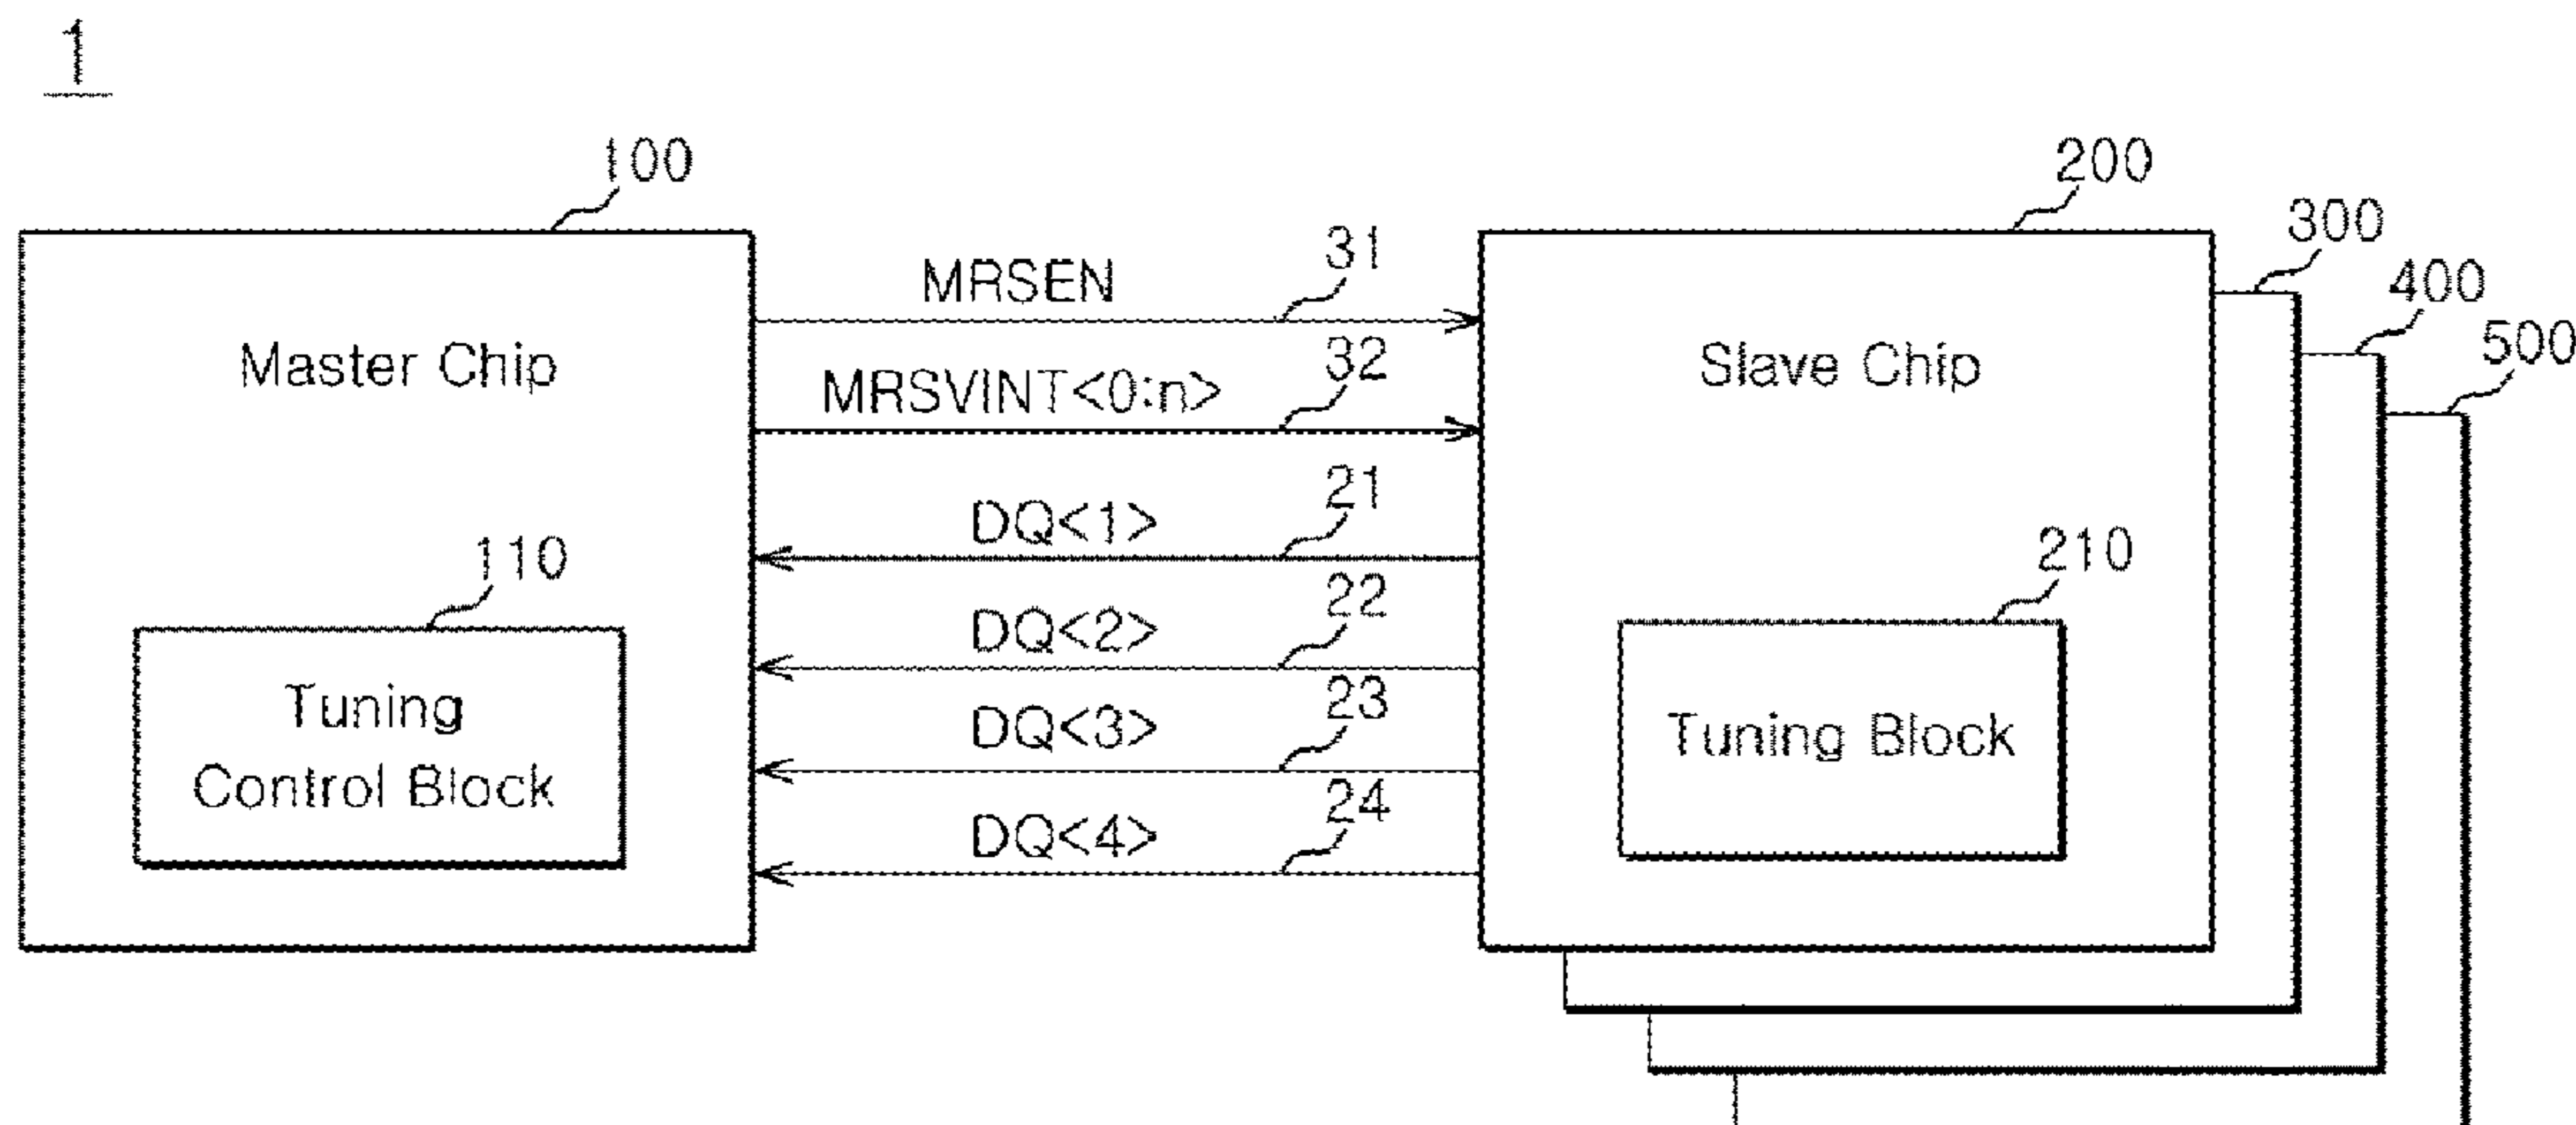 1
100
200
300
400
500
MRSEN
31
Master Chip
MRSVINT<0:n>
32
Slave Chip
DQ<1>
21
110
210
DQ<2>
22
Tuning
Control Block
DQ<3>
23
Tuning Block
DQ<4>
24